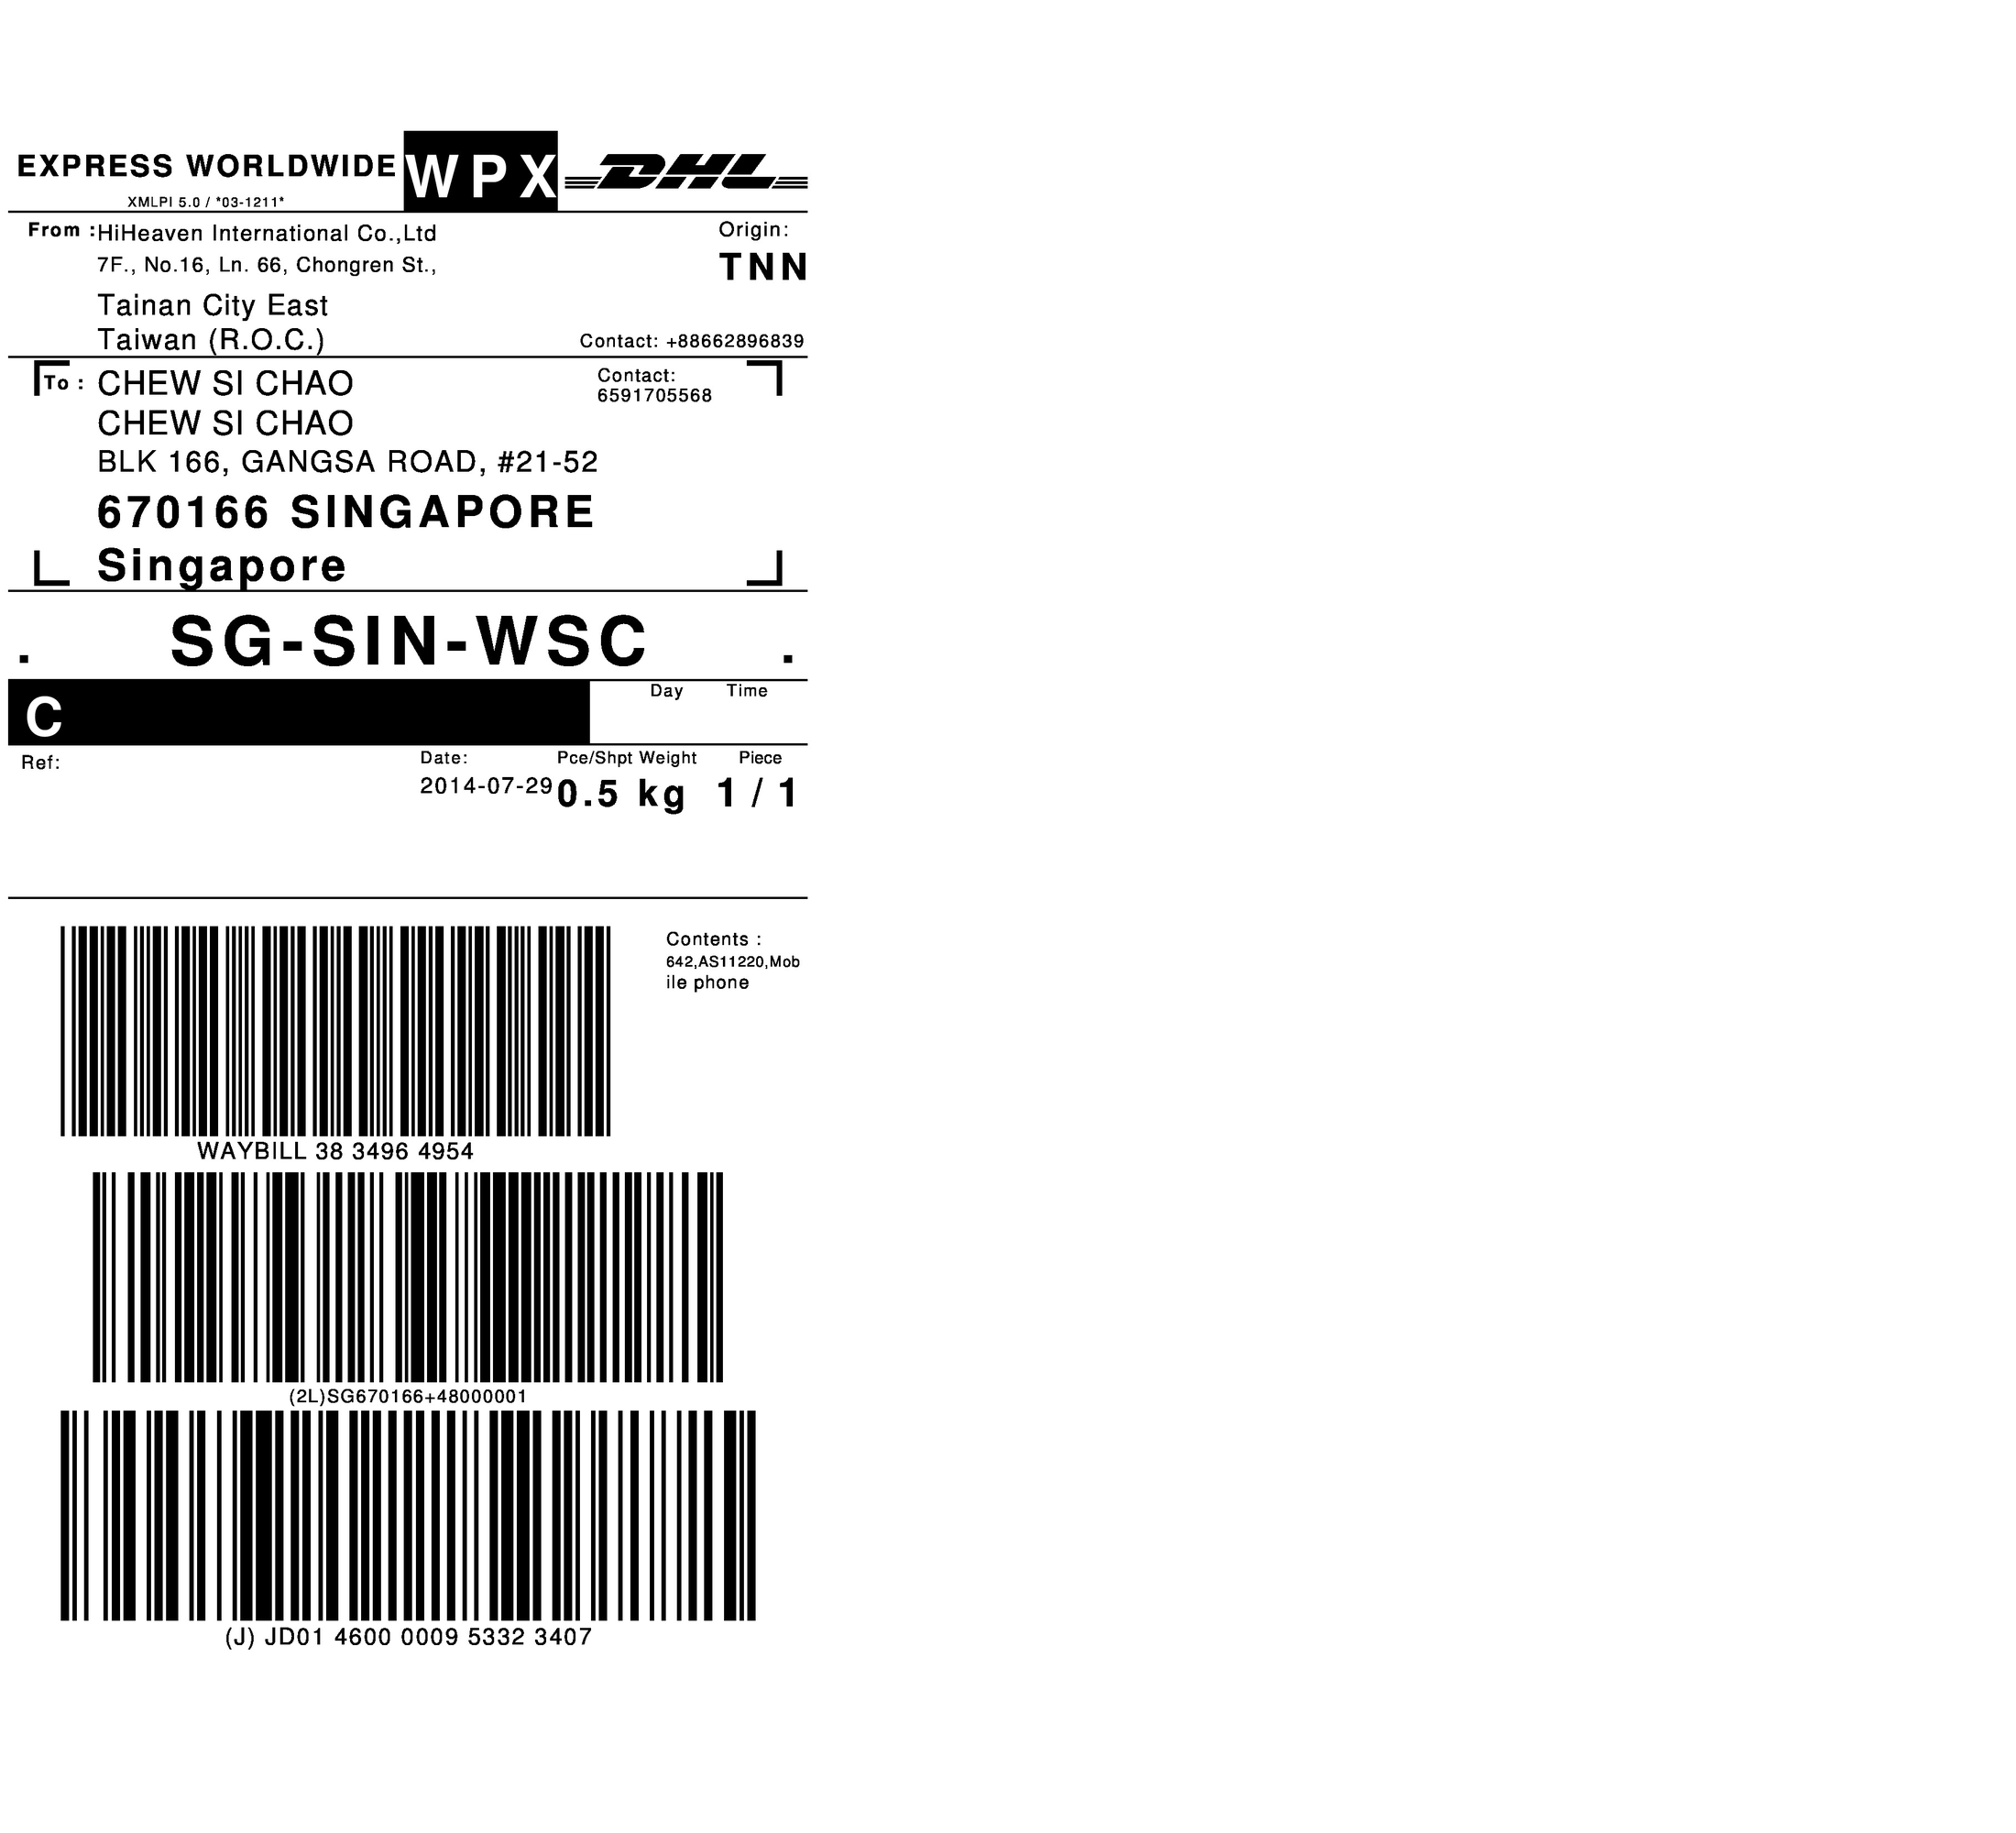 EXPRESS WORLDWIDE WPX DHL
XMLPI 5.0 / *03-1211*
From : HiHeaven International Co.,Ltd
7F., No.16, Ln. 66, Chongren St.,
Tainan City East
Taiwan (R.O.C.)
Origin:
TNN
Contact: +88662896839
To : CHEW SI CHAO
CHEW SI CHAO
BLK 166, GANGSA ROAD, #21-52
670166 SINGAPORE
Singapore
Contact:
6591705568
. SG-SIN-WSC .
C
Day Time
Ref:
Date:
2014-07-29
Pce/Shpt Weight
0.5 kg
Piece
1 / 1
Contents :
642,AS11220,Mob
ile phone
WAYBILL 38 3496 4954
(2L)SG670166+48000001
(J) JD01 4600 0009 5332 3407